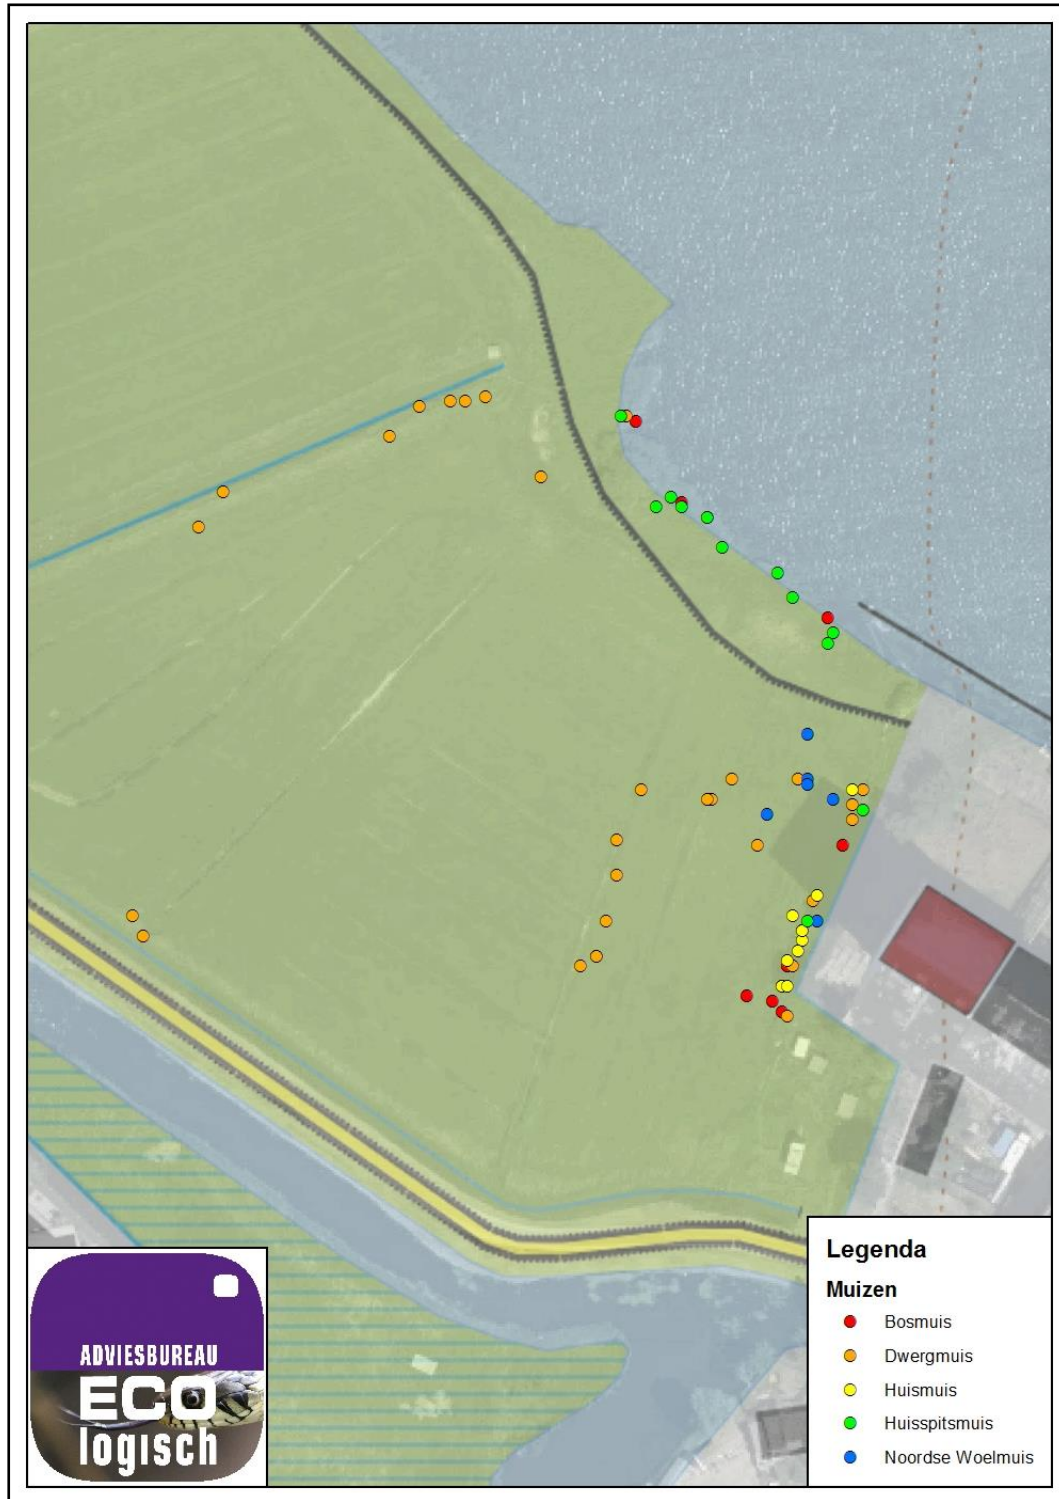 Legenda
Muizen
Bosmuis
Dwergmuis
Huismuis
Huisspitsmuis
Noordse Woelmuis
ADVIESBUREAU
ECO
logisch